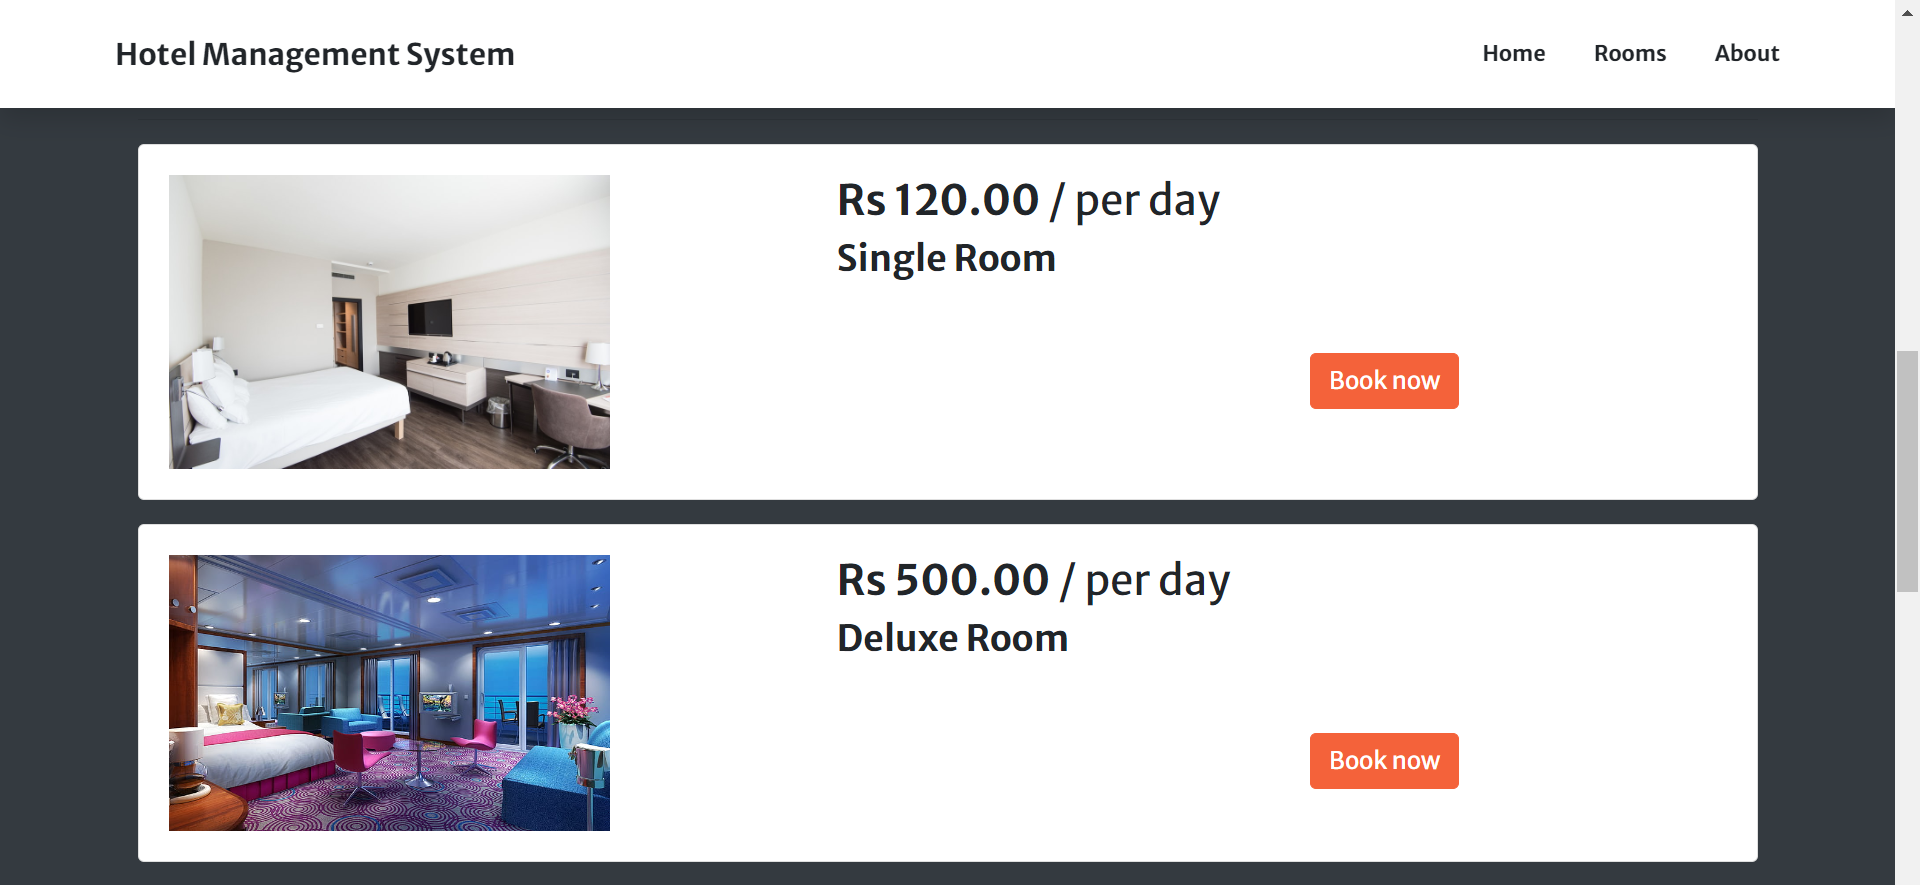 Hotel Management System
Home Rooms About
Rs 120.00 / per day
Single Room
Book now
Rs 500.00 / per day
Deluxe Room
Book now